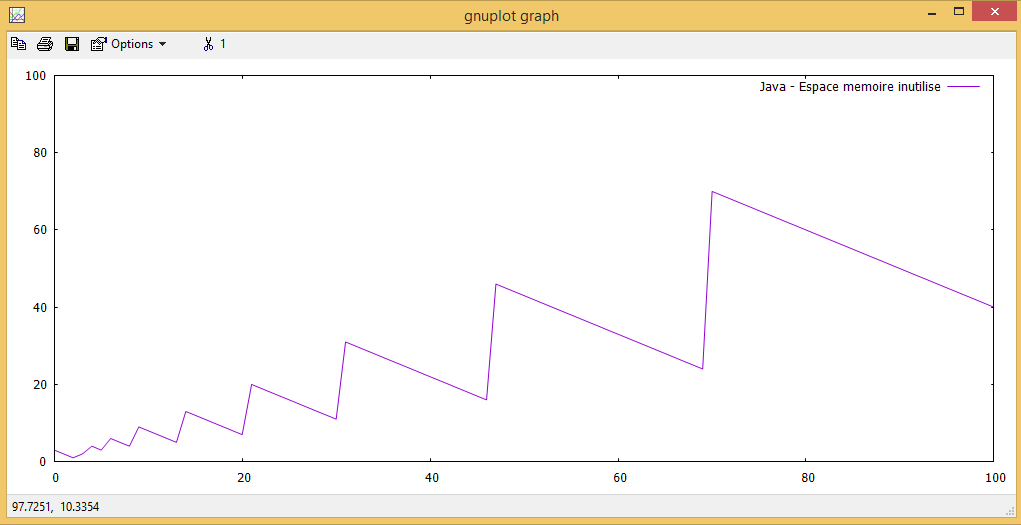 gnuplot graph
Options 1
Java - Espace memoire inutilise
100
80
60
40
20
0
0 20 40 60 80 100
97.7251, 10.3354